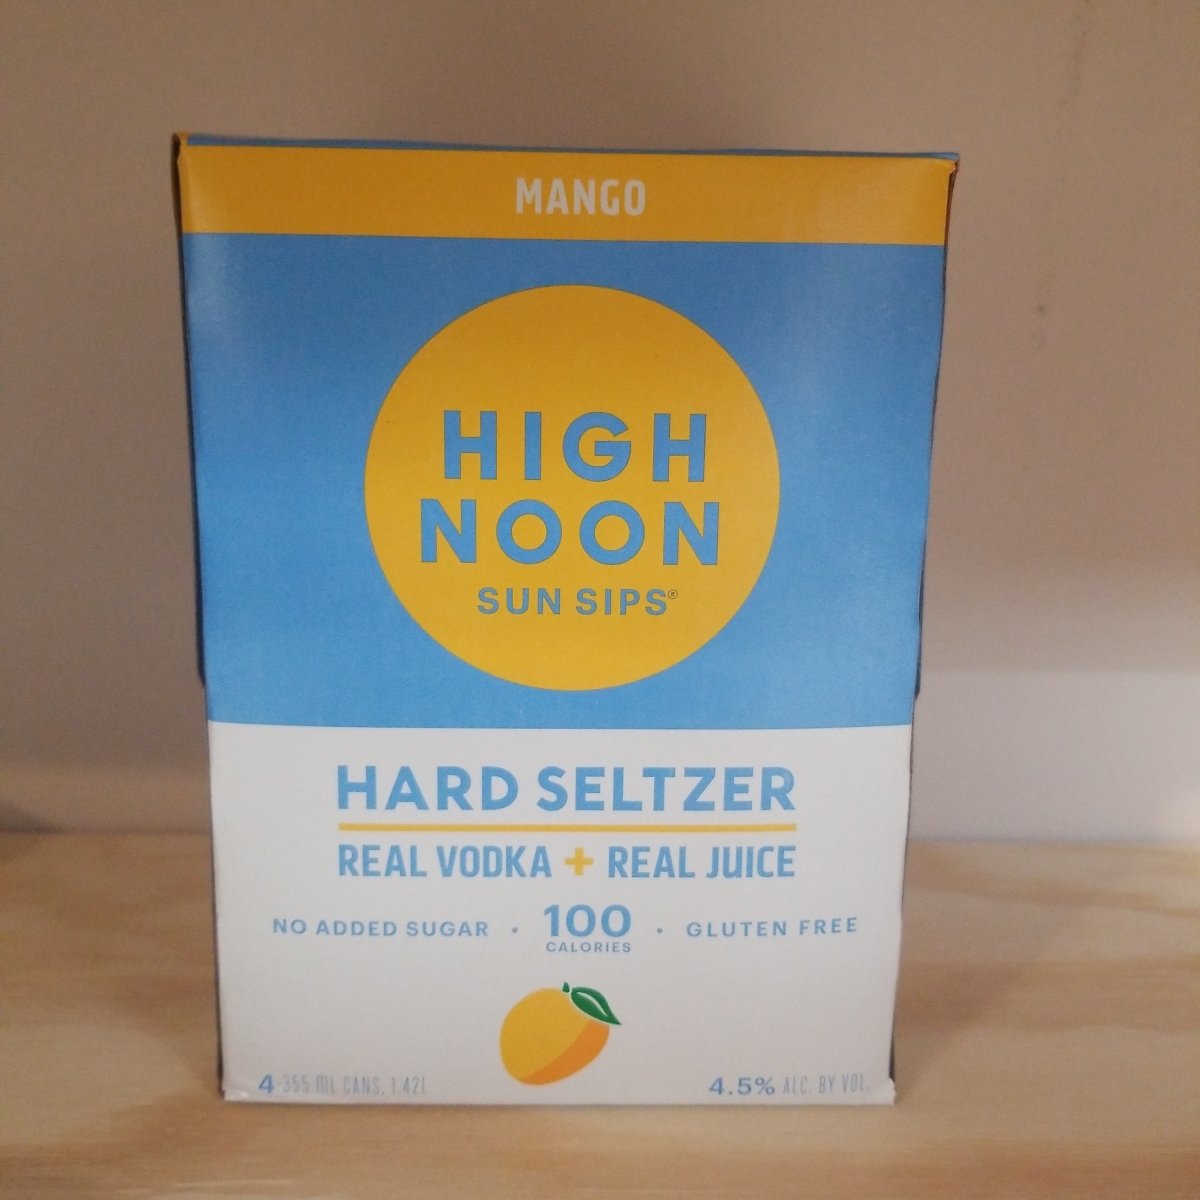 MANGO
HIGH
NOON
SUN SIPS®
HARD SELTZER
REAL VODKA + REAL JUICE
NO ADDED SUGAR · 100 CALORIES · GLUTEN FREE
4 355 ML CANS, 1.42L
4.5% ALC. BY VOL.